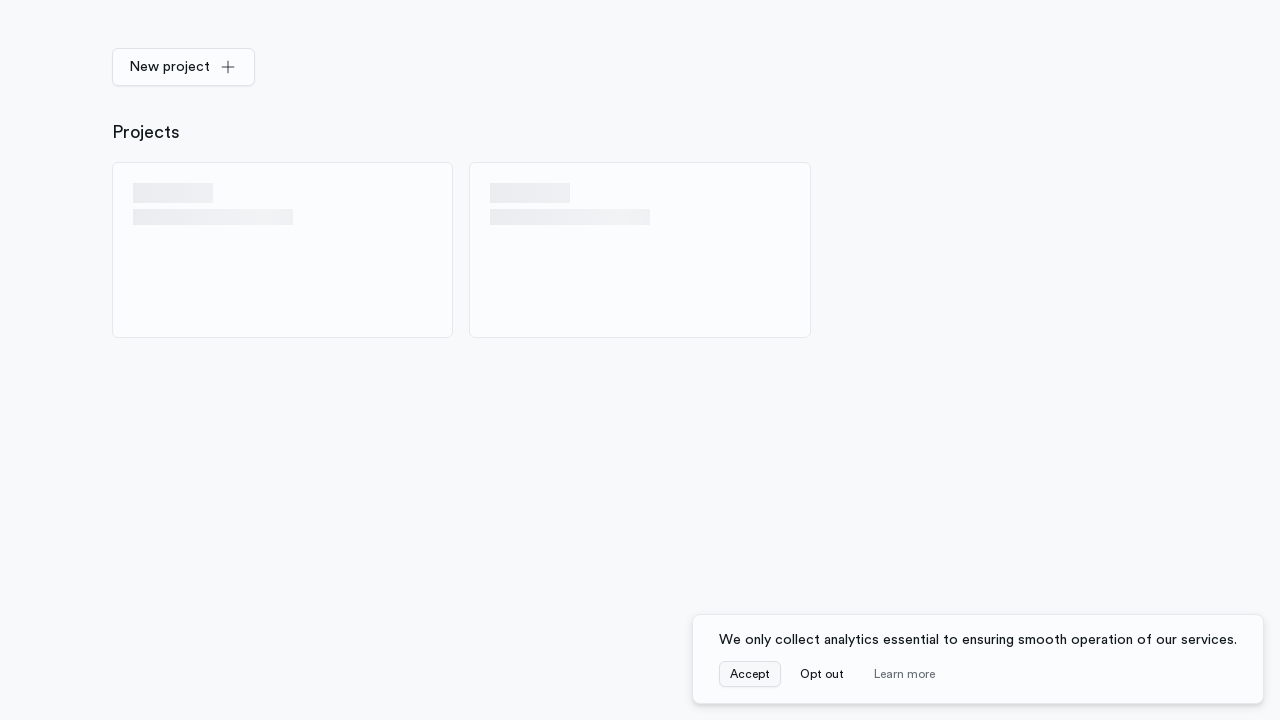 New project
Projects
We only collect analytics essential to ensuring smooth operation of our services.
Accept Opt out Learn more